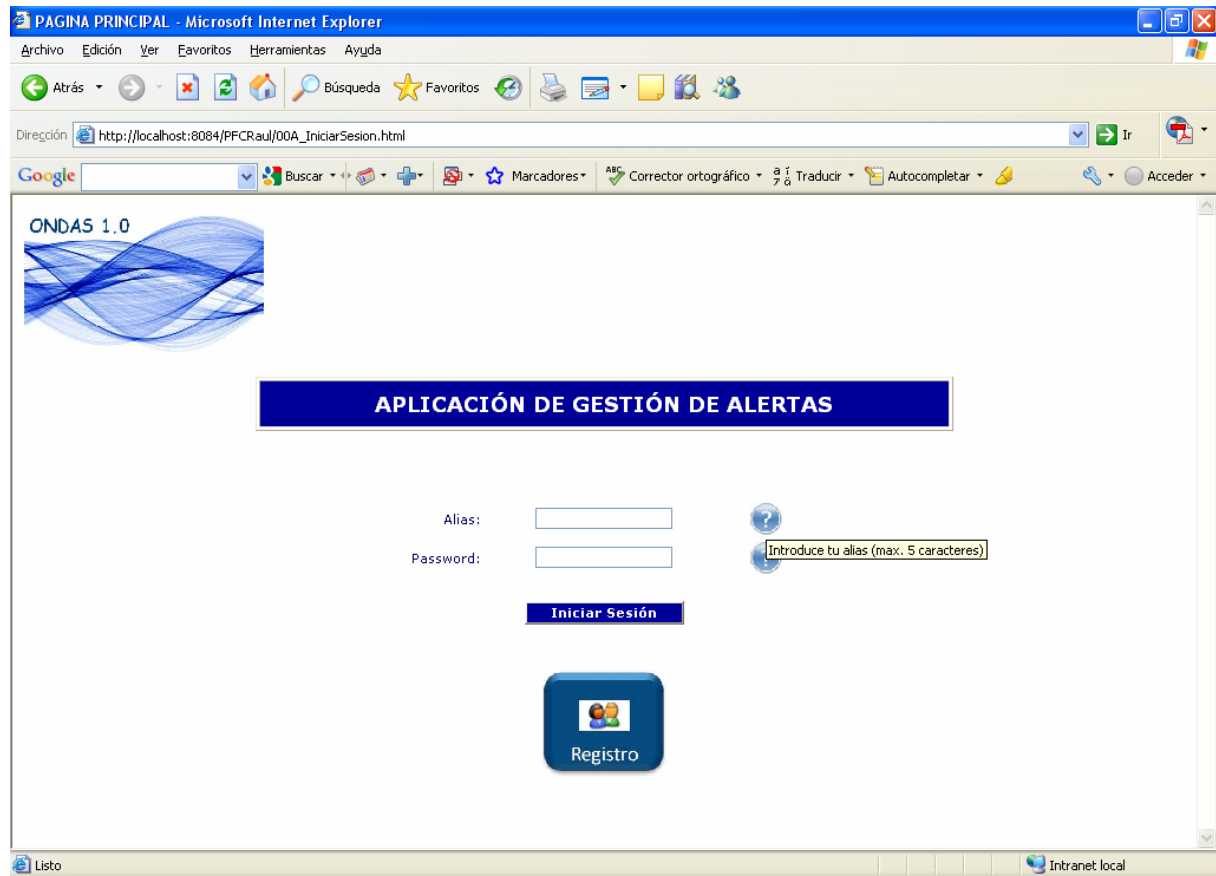 PAGINA PRINCIPAL - Microsoft Internet Explorer
Archivo Edición Ver Favoritos Herramientas Ayuda
Atrás Búsqueda Favoritos
Dirección http://localhost:8084/PFCRaul/00A_IniciarSesion.html Ir
Google Buscar Marcadores ABC Corrector ortográfico Traducir Autocompletar Acceder
ONDAS 1.0
APLICACIÓN DE GESTIÓN DE ALERTAS
Alias: ?
Introduce tu alias (max. 5 caracteres)
Password:
Iniciar Sesión
Registro
Listo Intranet local